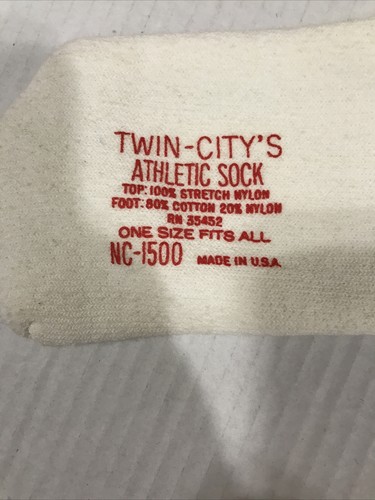 TWIN-CITY'S
ATHLETIC SOCK
TOP: 100% STRETCH NYLON
FOOT: 80% COTTON 20% NYLON
RN 35452
ONE SIZE FITS ALL
NC-1500 MADE IN U.S.A.